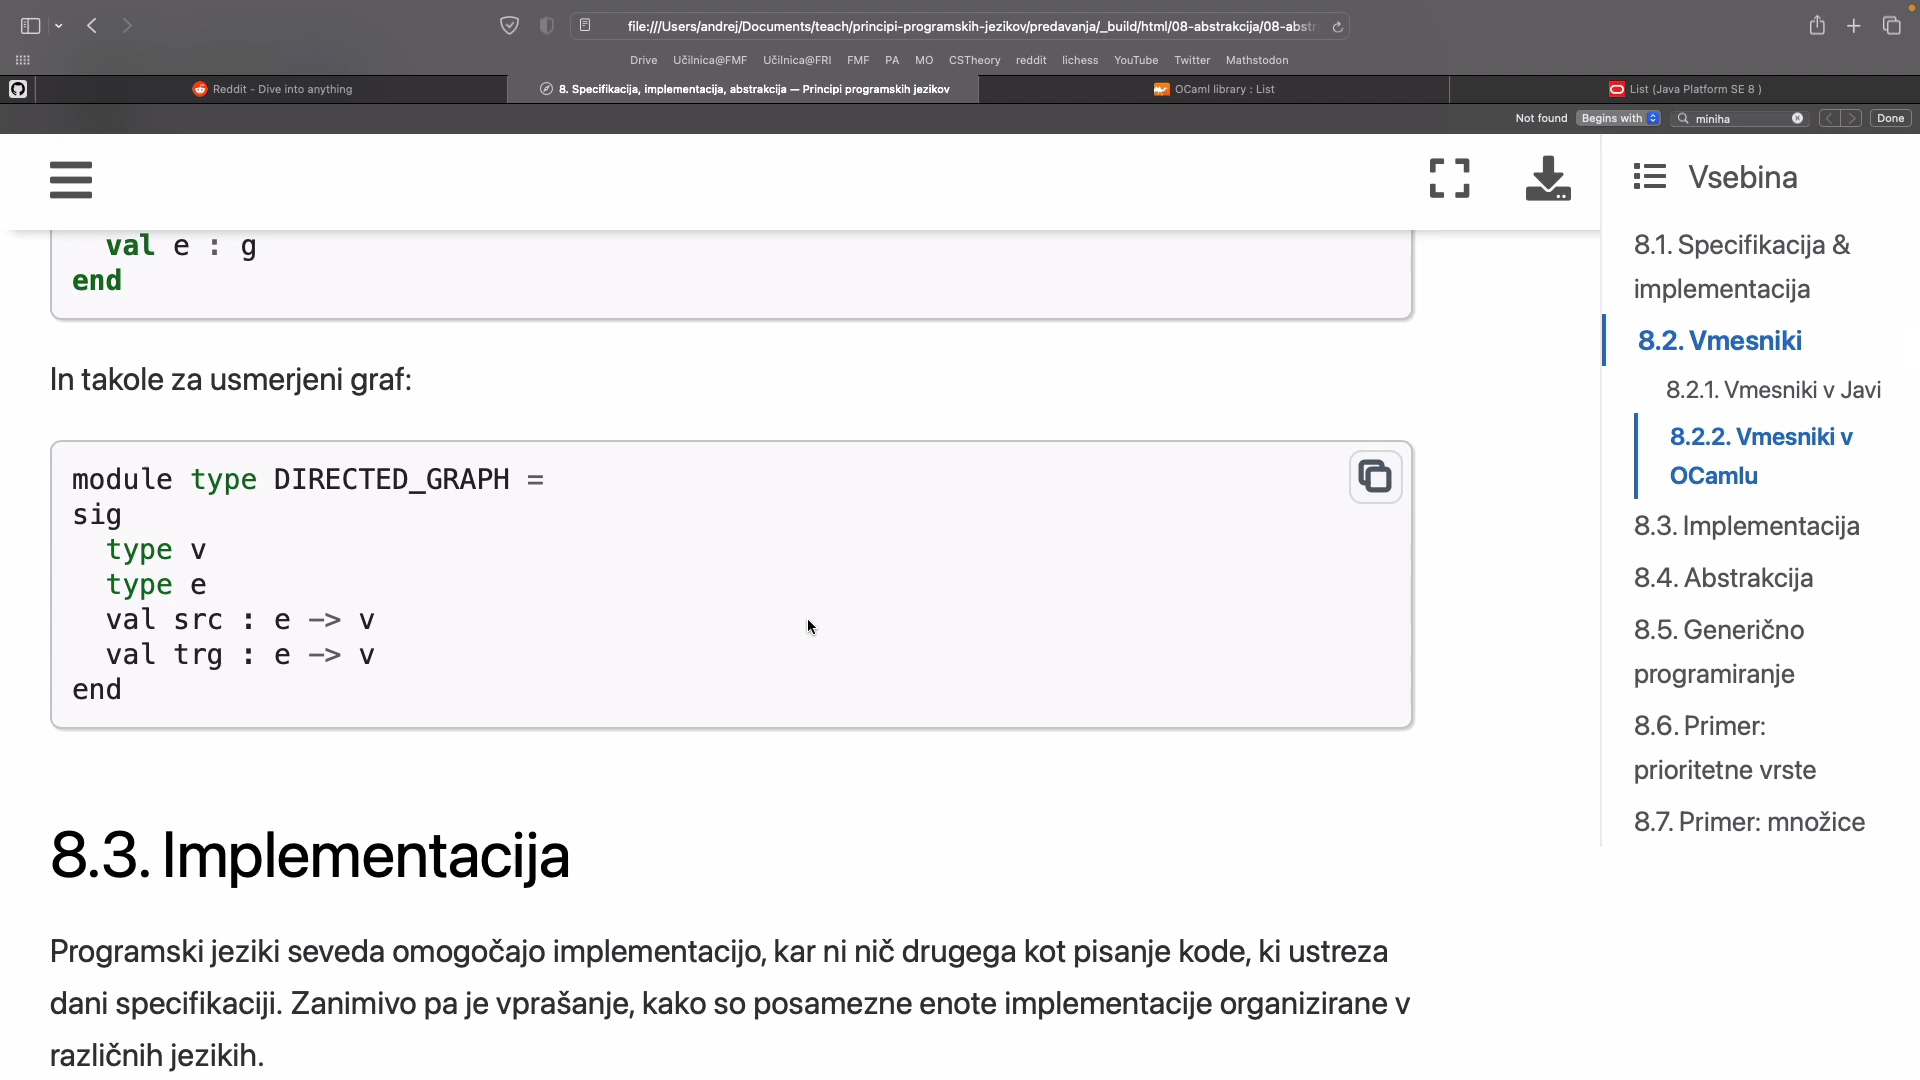 file:///Users/andrej/Documents/teach/principi-programskih-jezikov/predavanja/_build/html/08-abstrakcija/08-abstr
Drive Učilnica@FMF Učilnica@FRI FMF PA MO CSTheory reddit lichess YouTube Twitter Mathstodon
Reddit - Dive into anything
8. Specifikacija, implementacija, abstrakcija — Principi programskih jezikov
OCaml library : List
List (Java Platform SE 8 )
Not found Begins with miniha Done
val e : g
end
In takole za usmerjeni graf:
module type DIRECTED_GRAPH =
sig
  type v
  type e
  val src : e -> v
  val trg : e -> v
end
8.3. Implementacija
Programski jeziki seveda omogočajo implementacijo, kar ni nič drugega kot pisanje kode, ki ustreza
dani specifikaciji. Zanimivo pa je vprašanje, kako so posamezne enote implementacije organizirane v
različnih jezikih.
Vsebina
8.1. Specifikacija &
implementacija
8.2. Vmesniki
8.2.1. Vmesniki v Javi
8.2.2. Vmesniki v
OCamlu
8.3. Implementacija
8.4. Abstrakcija
8.5. Generično
programiranje
8.6. Primer:
prioritetne vrste
8.7. Primer: množice